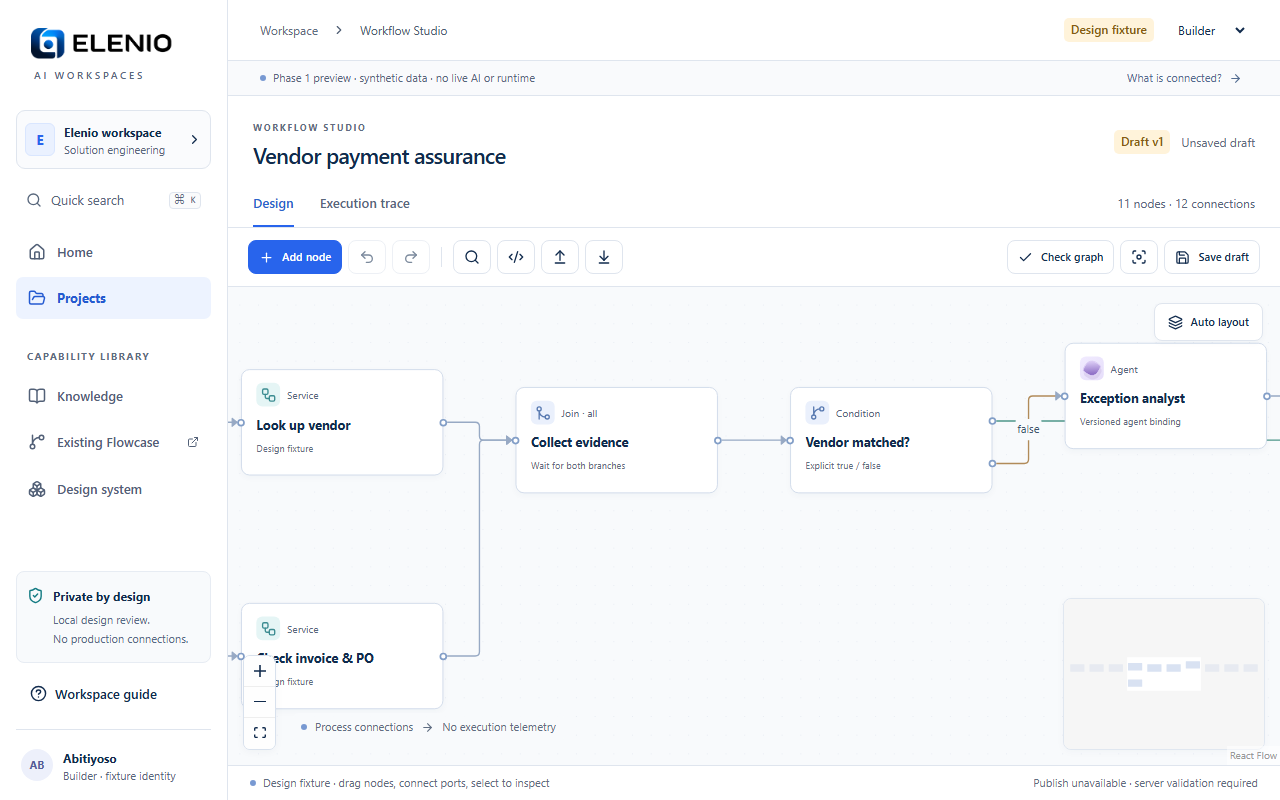 ELENIO
AI WORKSPACES
E
Elenio workspace
Solution engineering
Quick search
⌘ K
Home
Projects
CAPABILITY LIBRARY
Knowledge
Existing Flowcase
Design system
Private by design
Local design review.
No production connections.
Workspace guide
AB
Abitiyoso
Builder · fixture identity
Workspace
Workflow Studio
Design fixture
Builder
Phase 1 preview · synthetic data · no live AI or runtime
What is connected?
WORKFLOW STUDIO
Vendor payment assurance
Draft v1
Unsaved draft
Design
Execution trace
11 nodes · 12 connections
Add node
Check graph
Save draft
Auto layout
Service
Look up vendor
Design fixture
Join · all
Collect evidence
Wait for both branches
Condition
Vendor matched?
Explicit true / false
false
Agent
Exception analyst
Versioned agent binding
Service
invoice & PO
fixture
Process connections
No execution telemetry
React Flow
Design fixture · drag nodes, connect ports, select to inspect
Publish unavailable · server validation required